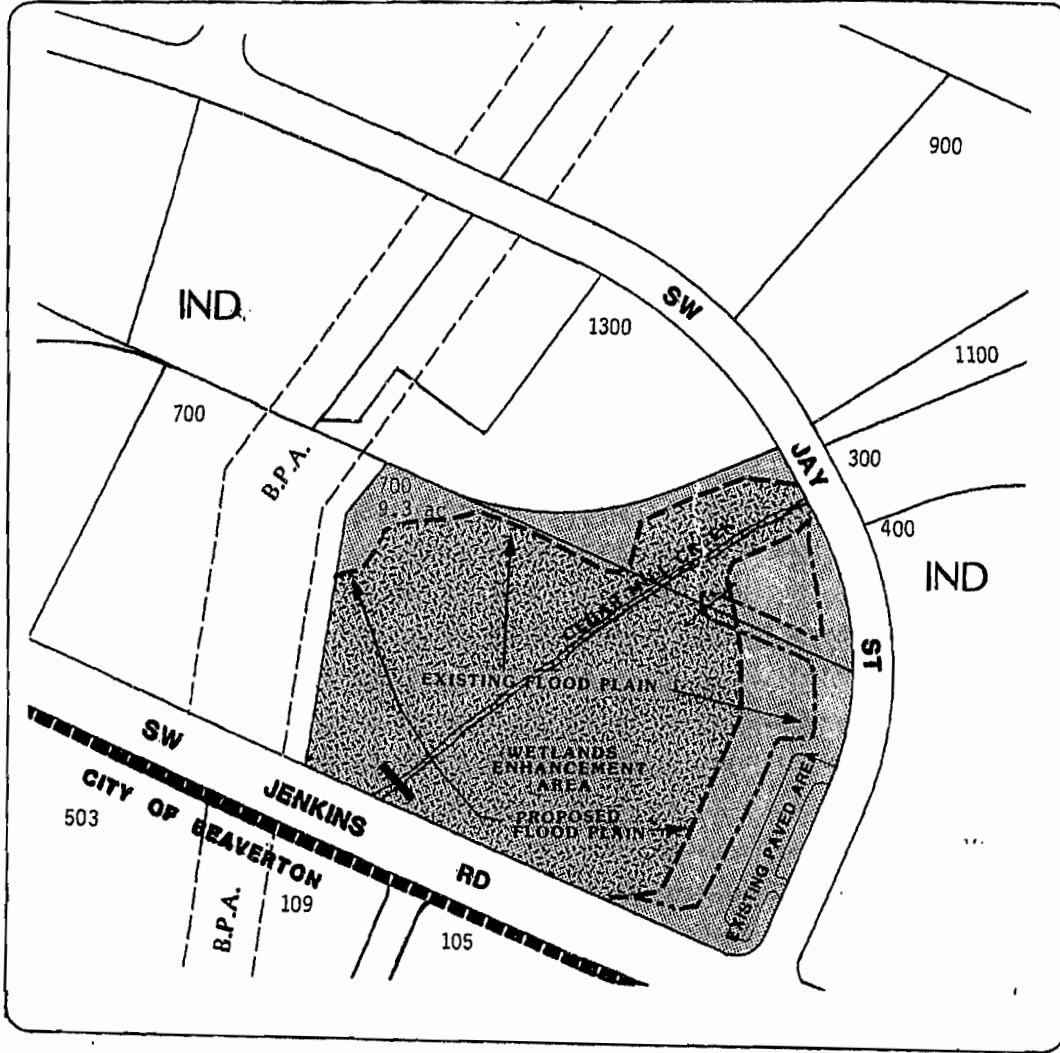 900
IND
SW
1300
1100
700
JAY
300
B.P.A.
700
9.3 ac
400
CEDAR MILL CREEK
IND
ST
EXISTING FLOOD PLAIN
SW
WETLANDS
ENHANCEMENT
AREA
JENKINS
CITY OF BEAVERTON
PROPOSED
FLOOD PLAIN
EXISTING PAVED AREA
503
RD
109
B.P.A.
105